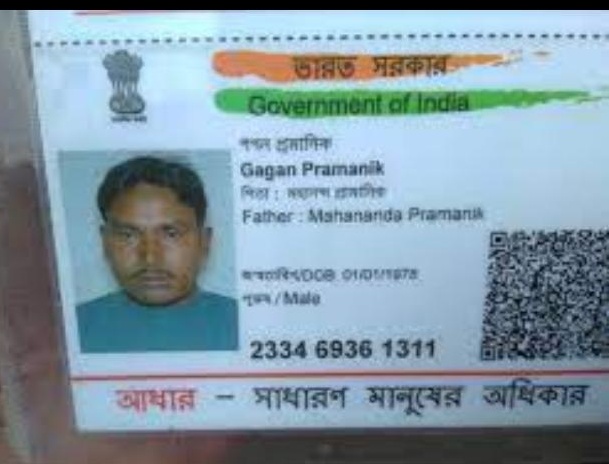 ভারত সরকার
Government of India
গগন প্রামানিক
Gagan Pramanik
পিতা : মহানন্দ প্রামানিক
Father : Mahananda Pramanik
জন্মতারিখ/DOB: 01/01/1978
পুরুষ / Male
2334 6936 1311
আধার – সাধারণ মানুষের অধিকার